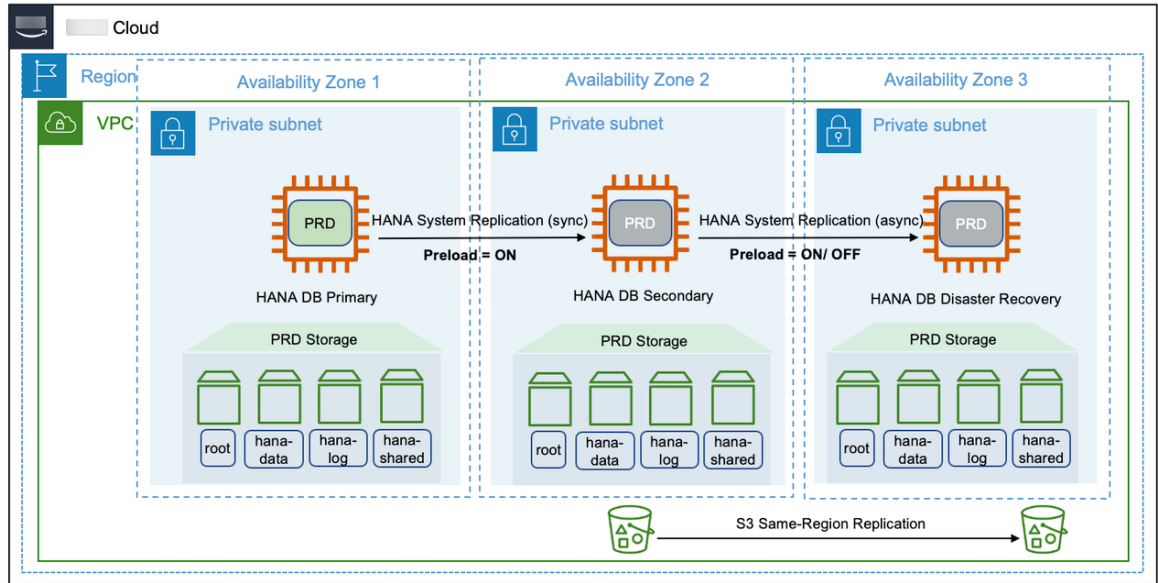 Cloud
Region
Availability Zone 1
Availability Zone 2
Availability Zone 3
VPC
Private subnet
Private subnet
Private subnet
PRD
HANA System Replication (sync)
Preload = ON
PRD
HANA System Replication (async)
Preload = ON/ OFF
PRD
HANA DB Primary
HANA DB Secondary
HANA DB Disaster Recovery
PRD Storage
PRD Storage
PRD Storage
root
hana-
data
hana-
log
hana-
shared
root
hana-
data
hana-
log
hana-
shared
root
hana-
data
hana-
log
hana-
shared
S3 Same-Region Replication